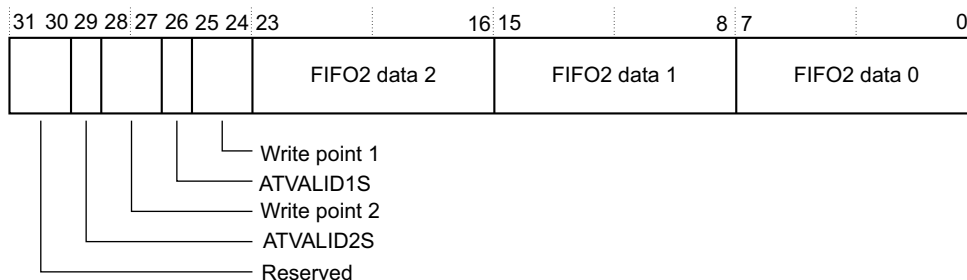 31 30 29 28 27 26 25 24 23 16 15 8 7 0
FIFO2 data 2 FIFO2 data 1 FIFO2 data 0
Write point 1
ATVALID1S
Write point 2
ATVALID2S
Reserved